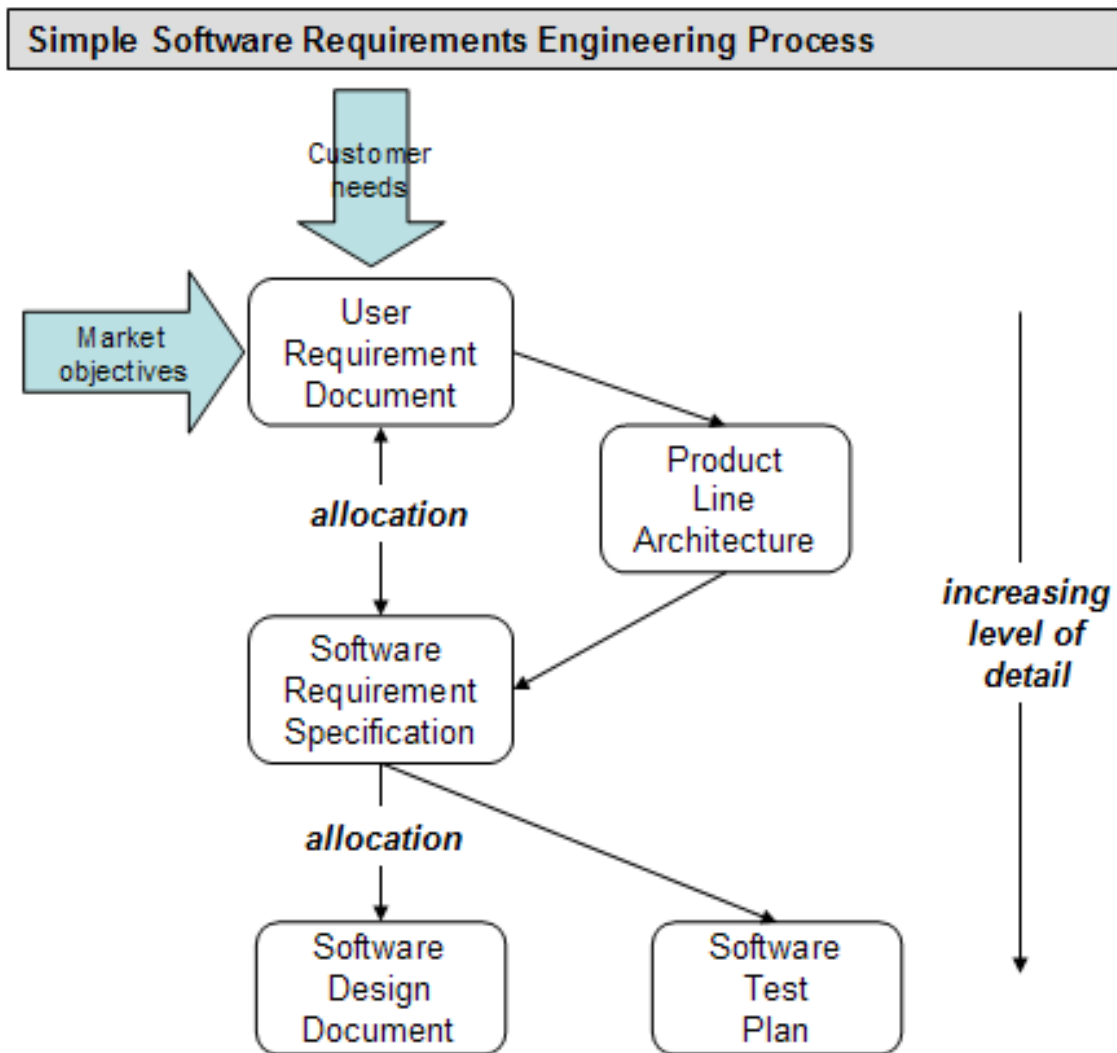 Simple Software Requirements Engineering Process
Customer
needs
Market
objectives
User
Requirement
Document
Product
Line
Architecture
allocation
increasing
level of
detail
Software
Requirement
Specification
allocation
Software
Design
Document
Software
Test
Plan